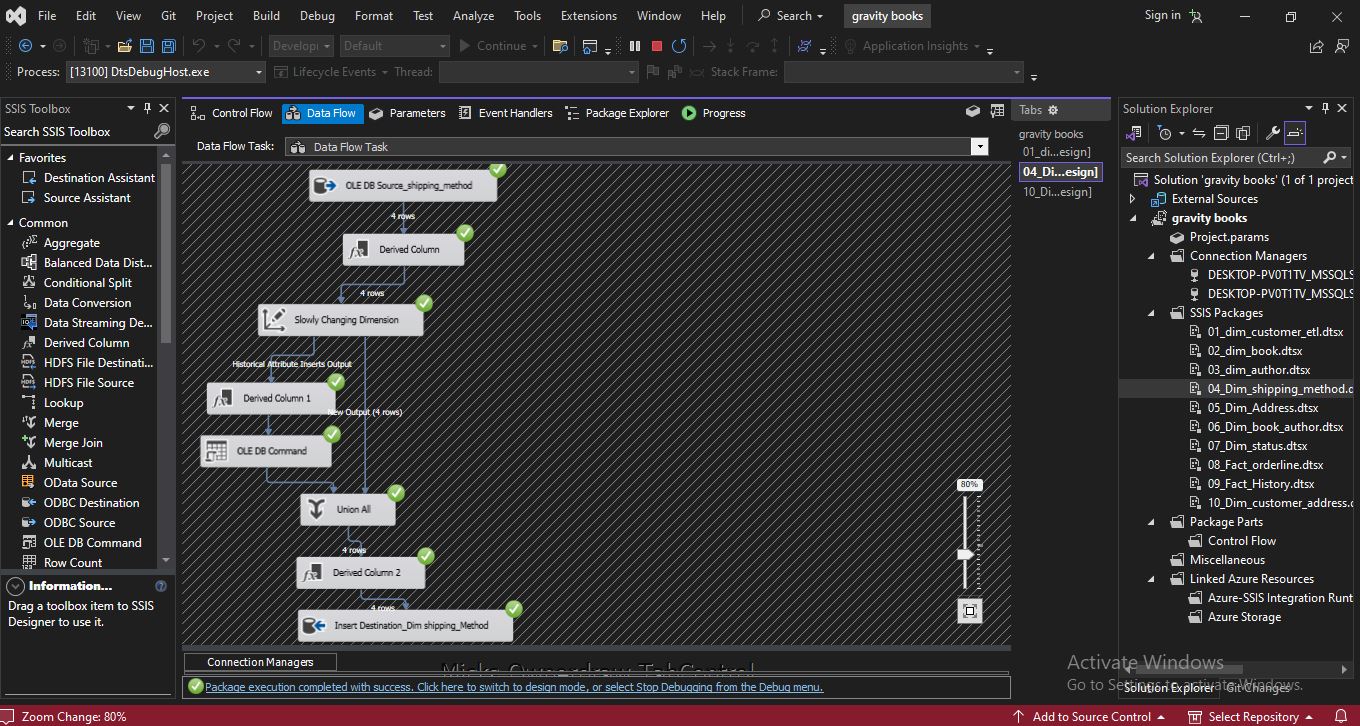 File Edit View Git Project Build Debug Format Test Analyze Tools Extensions Window Help Search gravity books Sign in
Develop Default Continue Application Insights
Process: [13100] DtsDebugHost.exe Lifecycle Events Thread: Stack Frame:
SSIS Toolbox
Search SSIS Toolbox
Favorites
Destination Assistant
Source Assistant
Common
Aggregate
Balanced Data Dist...
Conditional Split
Data Conversion
Data Streaming De...
Derived Column
HDFS File Destinati...
HDFS File Source
Lookup
Merge
Merge Join
Multicast
OData Source
ODBC Destination
ODBC Source
OLE DB Command
Row Count
Information...
Drag a toolbox item to SSIS
Designer to use it.
Control Flow Data Flow Parameters Event Handlers Package Explorer Progress
Data Flow Task: Data Flow Task
OLE DB Source_shipping_method
4 rows
Derived Column
4 rows
Slowly Changing Dimension
Historical Attribute Inserts Output
Derived Column 1
New Output (4 rows)
OLE DB Command
Union All
4 rows
Derived Column 2
4 rows
Insert Destination_Dim shipping_Method
80%
Connection Managers
Package execution completed with success. Click here to switch to design mode, or select Stop Debugging from the Debug menu.
Tabs
gravity books
01_di...esign]
04_Di...esign]
10_Di...esign]
Solution Explorer
Search Solution Explorer (Ctrl+;)
Solution 'gravity books' (1 of 1 project
External Sources
gravity books
Project.params
Connection Managers
DESKTOP-PV0T1TV_MSSQLS
DESKTOP-PV0T1TV_MSSQLS
SSIS Packages
01_dim_customer_etl.dtsx
02_dim_book.dtsx
03_dim_author.dtsx
04_Dim_shipping_method.d
05_Dim_Address.dtsx
06_Dim_book_author.dtsx
07_Dim_status.dtsx
08_Fact_orderline.dtsx
09_Fact_History.dtsx
10_Dim_customer_address.d
Package Parts
Control Flow
Miscellaneous
Linked Azure Resources
Azure-SSIS Integration Runt
Azure Storage
Activate Windows
Go to Settings to activate Windows.
Solution Explorer Git Changes
Zoom Change: 80% Add to Source Control Select Repository